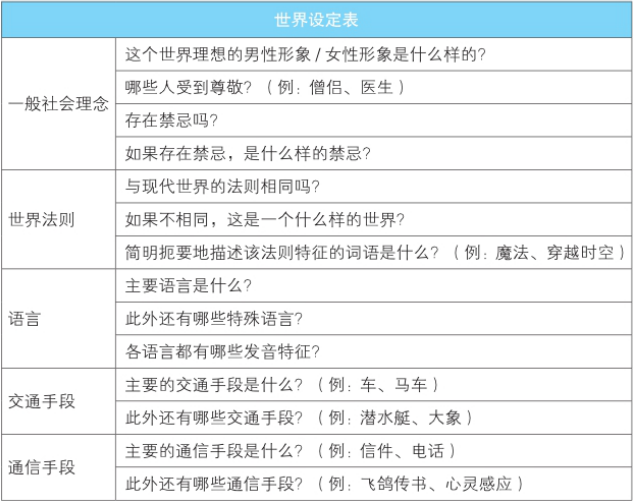 世界设定表
一般社会理念
这个世界理想的男性形象 / 女性形象是什么样的？
哪些人受到尊敬？（例：僧侣、医生）
存在禁忌吗？
如果存在禁忌，是什么样的禁忌？
世界法则
与现代世界的法则相同吗？
如果不相同，这是一个什么样的世界？
简明扼要地描述该法则特征的词语是什么？（例：魔法、穿越时空）
语言
主要语言是什么？
此外还有哪些特殊语言？
各语言都有哪些发音特征？
交通手段
主要的交通手段是什么？（例：车、马车）
此外还有哪些交通手段？（例：潜水艇、大象）
通信手段
主要的通信手段是什么？（例：信件、电话）
此外还有哪些通信手段？（例：飞鸽传书、心灵感应）